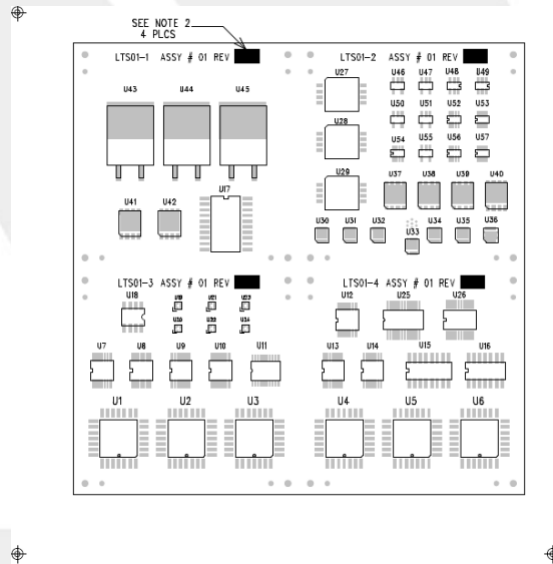 SEE NOTE 2
4 PLCS
LTS01-1 ASSY # 01 REV
LTS01-2 ASSY # 01 REV
U43 U44 U45
U27
U46 U47 U48 U49
U50 U51 U52 U53
U28
U54 U55 U56 U57
U29
U37 U38 U39 U40
U41 U42
U17
U30 U31 U32 U33 U34 U35 U36
LTS01-3 ASSY # 01 REV
LTS01-4 ASSY # 01 REV
U18
U12 U25 U26
U7 U8 U9 U10 U11
U13 U14 U15 U16
U1 U2 U3
U4 U5 U6